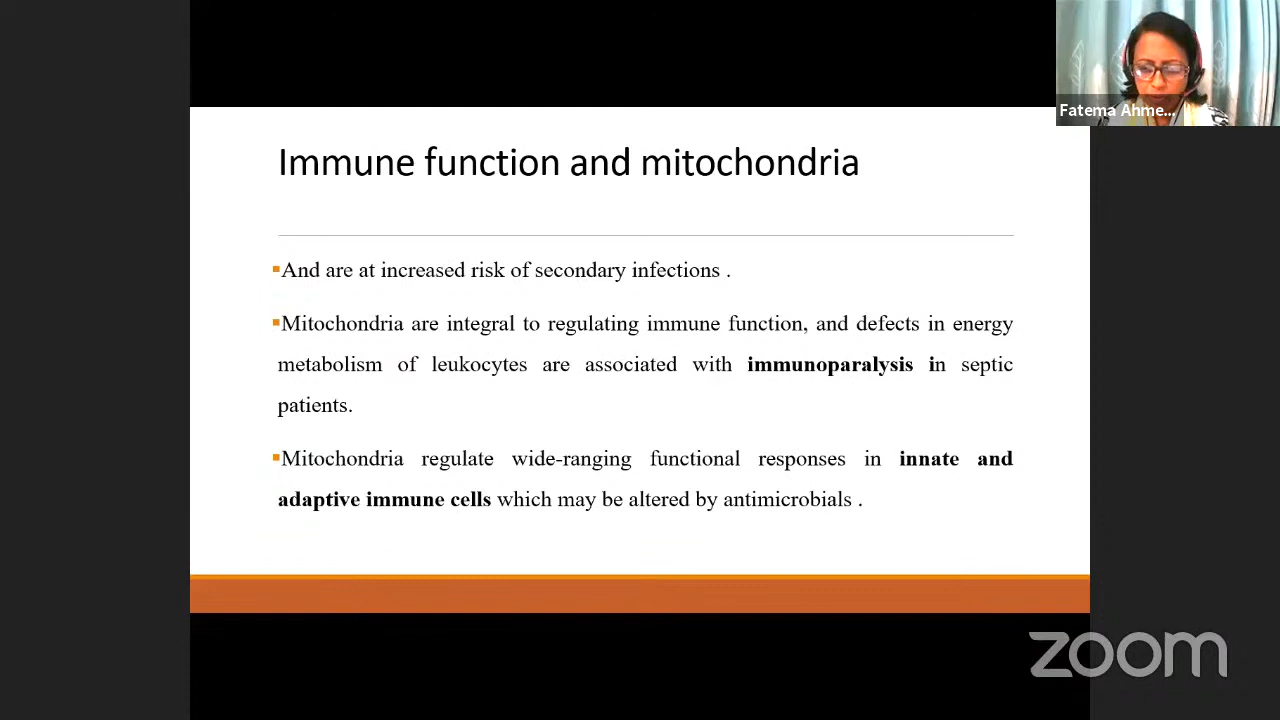 Fatema Ahme...
Immune function and mitochondria
▪And are at increased risk of secondary infections .
▪Mitochondria are integral to regulating immune function, and defects in energy
metabolism of leukocytes are associated with immunoparalysis in septic
patients.
▪Mitochondria regulate wide-ranging functional responses in innate and
adaptive immune cells which may be altered by antimicrobials .
zoom